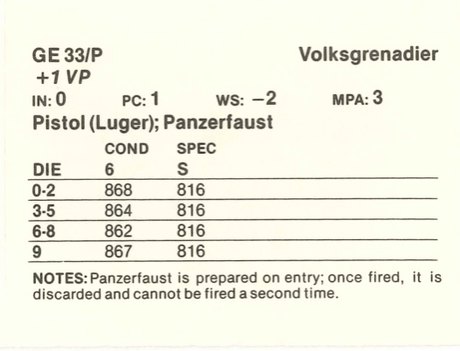 GE 33/P Volksgrenadier
+1 VP
IN: 0 PC: 1 WS: −2 MPA: 3
Pistol (Luger); Panzerfaust
COND SPEC
DIE 6 S
0-2 868 816
3-5 864 816
6-8 862 816
9 867 816
NOTES: Panzerfaust is prepared on entry; once fired, it is
discarded and cannot be fired a second time.